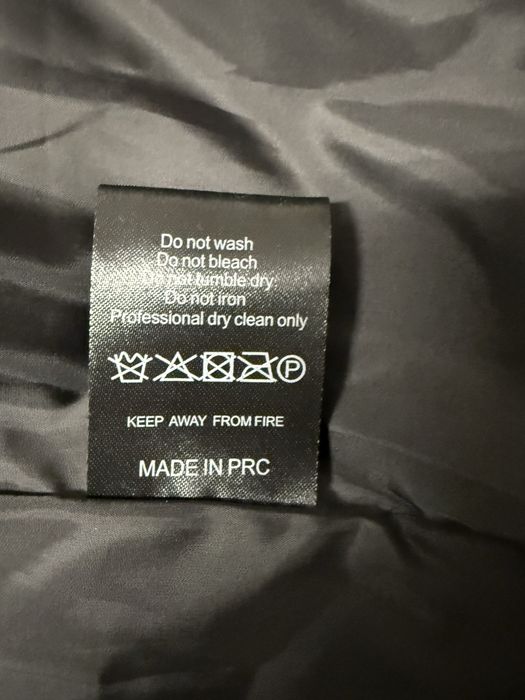 Do not wash
Do not bleach
Do not tumble dry
Do not iron
Professional dry clean only
P
KEEP AWAY FROM FIRE
MADE IN PRC